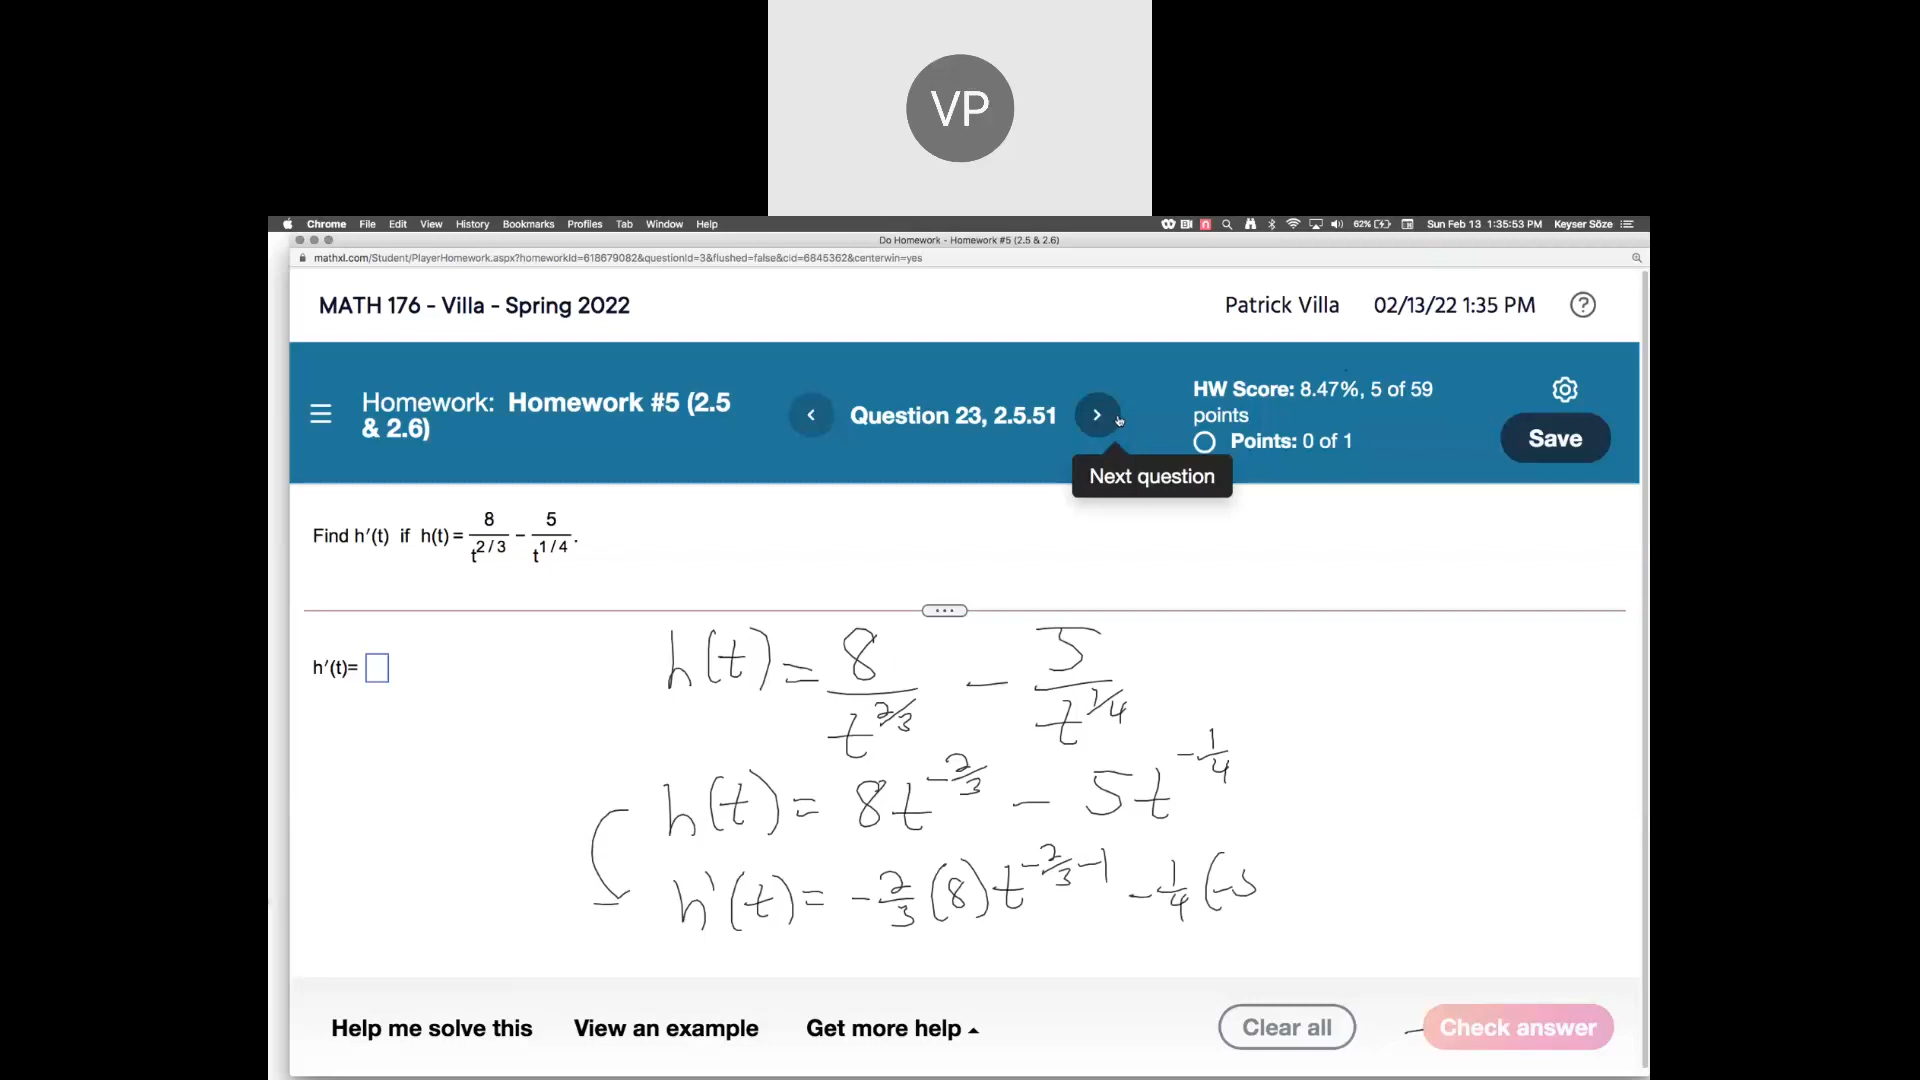 VP
Chrome File Edit View History Bookmarks Profiles Tab Window Help 62% Sun Feb 13 1:35:53 PM Keyser Söze
Do Homework - Homework #5 (2.5 & 2.6)
mathxl.com/Student/PlayerHomework.aspx?homeworkId=618679082&questionId=3&flushed=false&cid=6845362&centerwin=yes
MATH 176 - Villa - Spring 2022 Patrick Villa 02/13/22 1:35 PM ?
Homework: Homework #5 (2.5
& 2.6)
< Question 23, 2.5.51 >
HW Score: 8.47%, 5 of 59
points
Points: 0 of 1
Save
Next question
Find h′(t) if h(t) = 8/t^(2/3) − 5/t^(1/4).
h′(t)=
h(t) = 8/t^(2/3) − 5/t^(1/4)
h(t) = 8t^(−2/3) − 5t^(−1/4)
h'(t) = −2/3 (8) t^(−2/3 −1) − 1/4 (−5
Help me solve this View an example Get more help Clear all Check answer